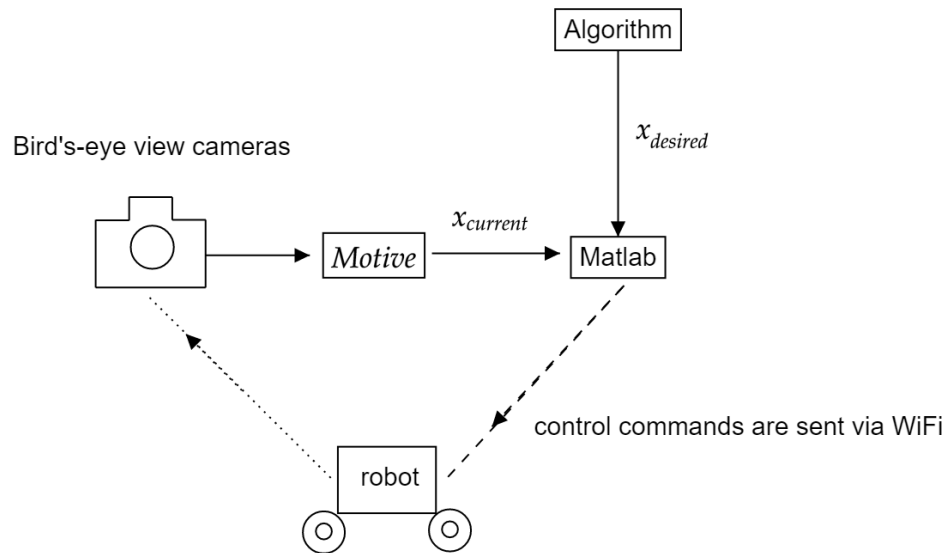 Algorithm
x_desired
Bird's-eye view cameras
x_current
Motive
Matlab
control commands are sent via WiFi
robot